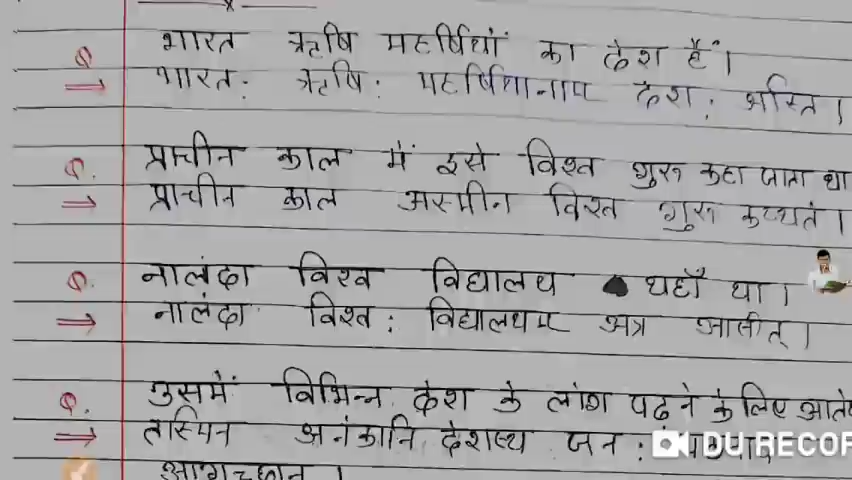 Q भारत ऋषि महर्षियों का देश हैं।
⇒ भारत: ऋषि: महर्षियानाम देश: अस्ति।
Q. प्राचीन काल में इसे विश्व गुरु कहा जाता था
⇒ प्राचीन काल अस्मीन विश्व गुरु कथ्यते।
Q. नालंदा विश्व विद्यालय यहाँ था।
⇒ नालंदा विश्व: विद्यालयम अत्र आसीत्।
Q. उसमें विभिन्न देश के लोग पढ़ने के लिए आते
⇒ तस्मिन अनेकानि देशस्य जन:
आगच्छान्त।
DU RECOR